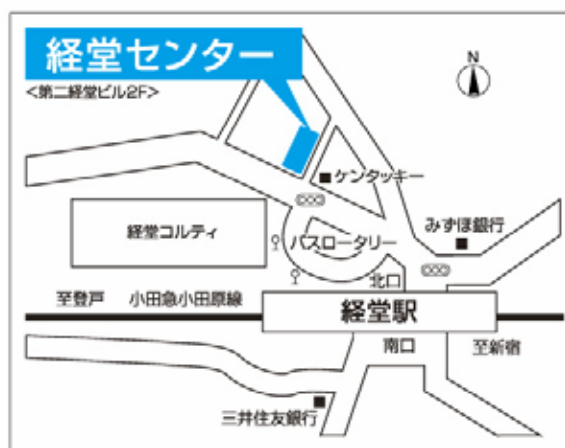 経堂センター
<第二経堂ビル2F>
N
ケンタッキー
みずほ銀行
経堂コルティ
バスロータリー
北口
至登戸 小田急小田原線
経堂駅
南口
至新宿
三井住友銀行